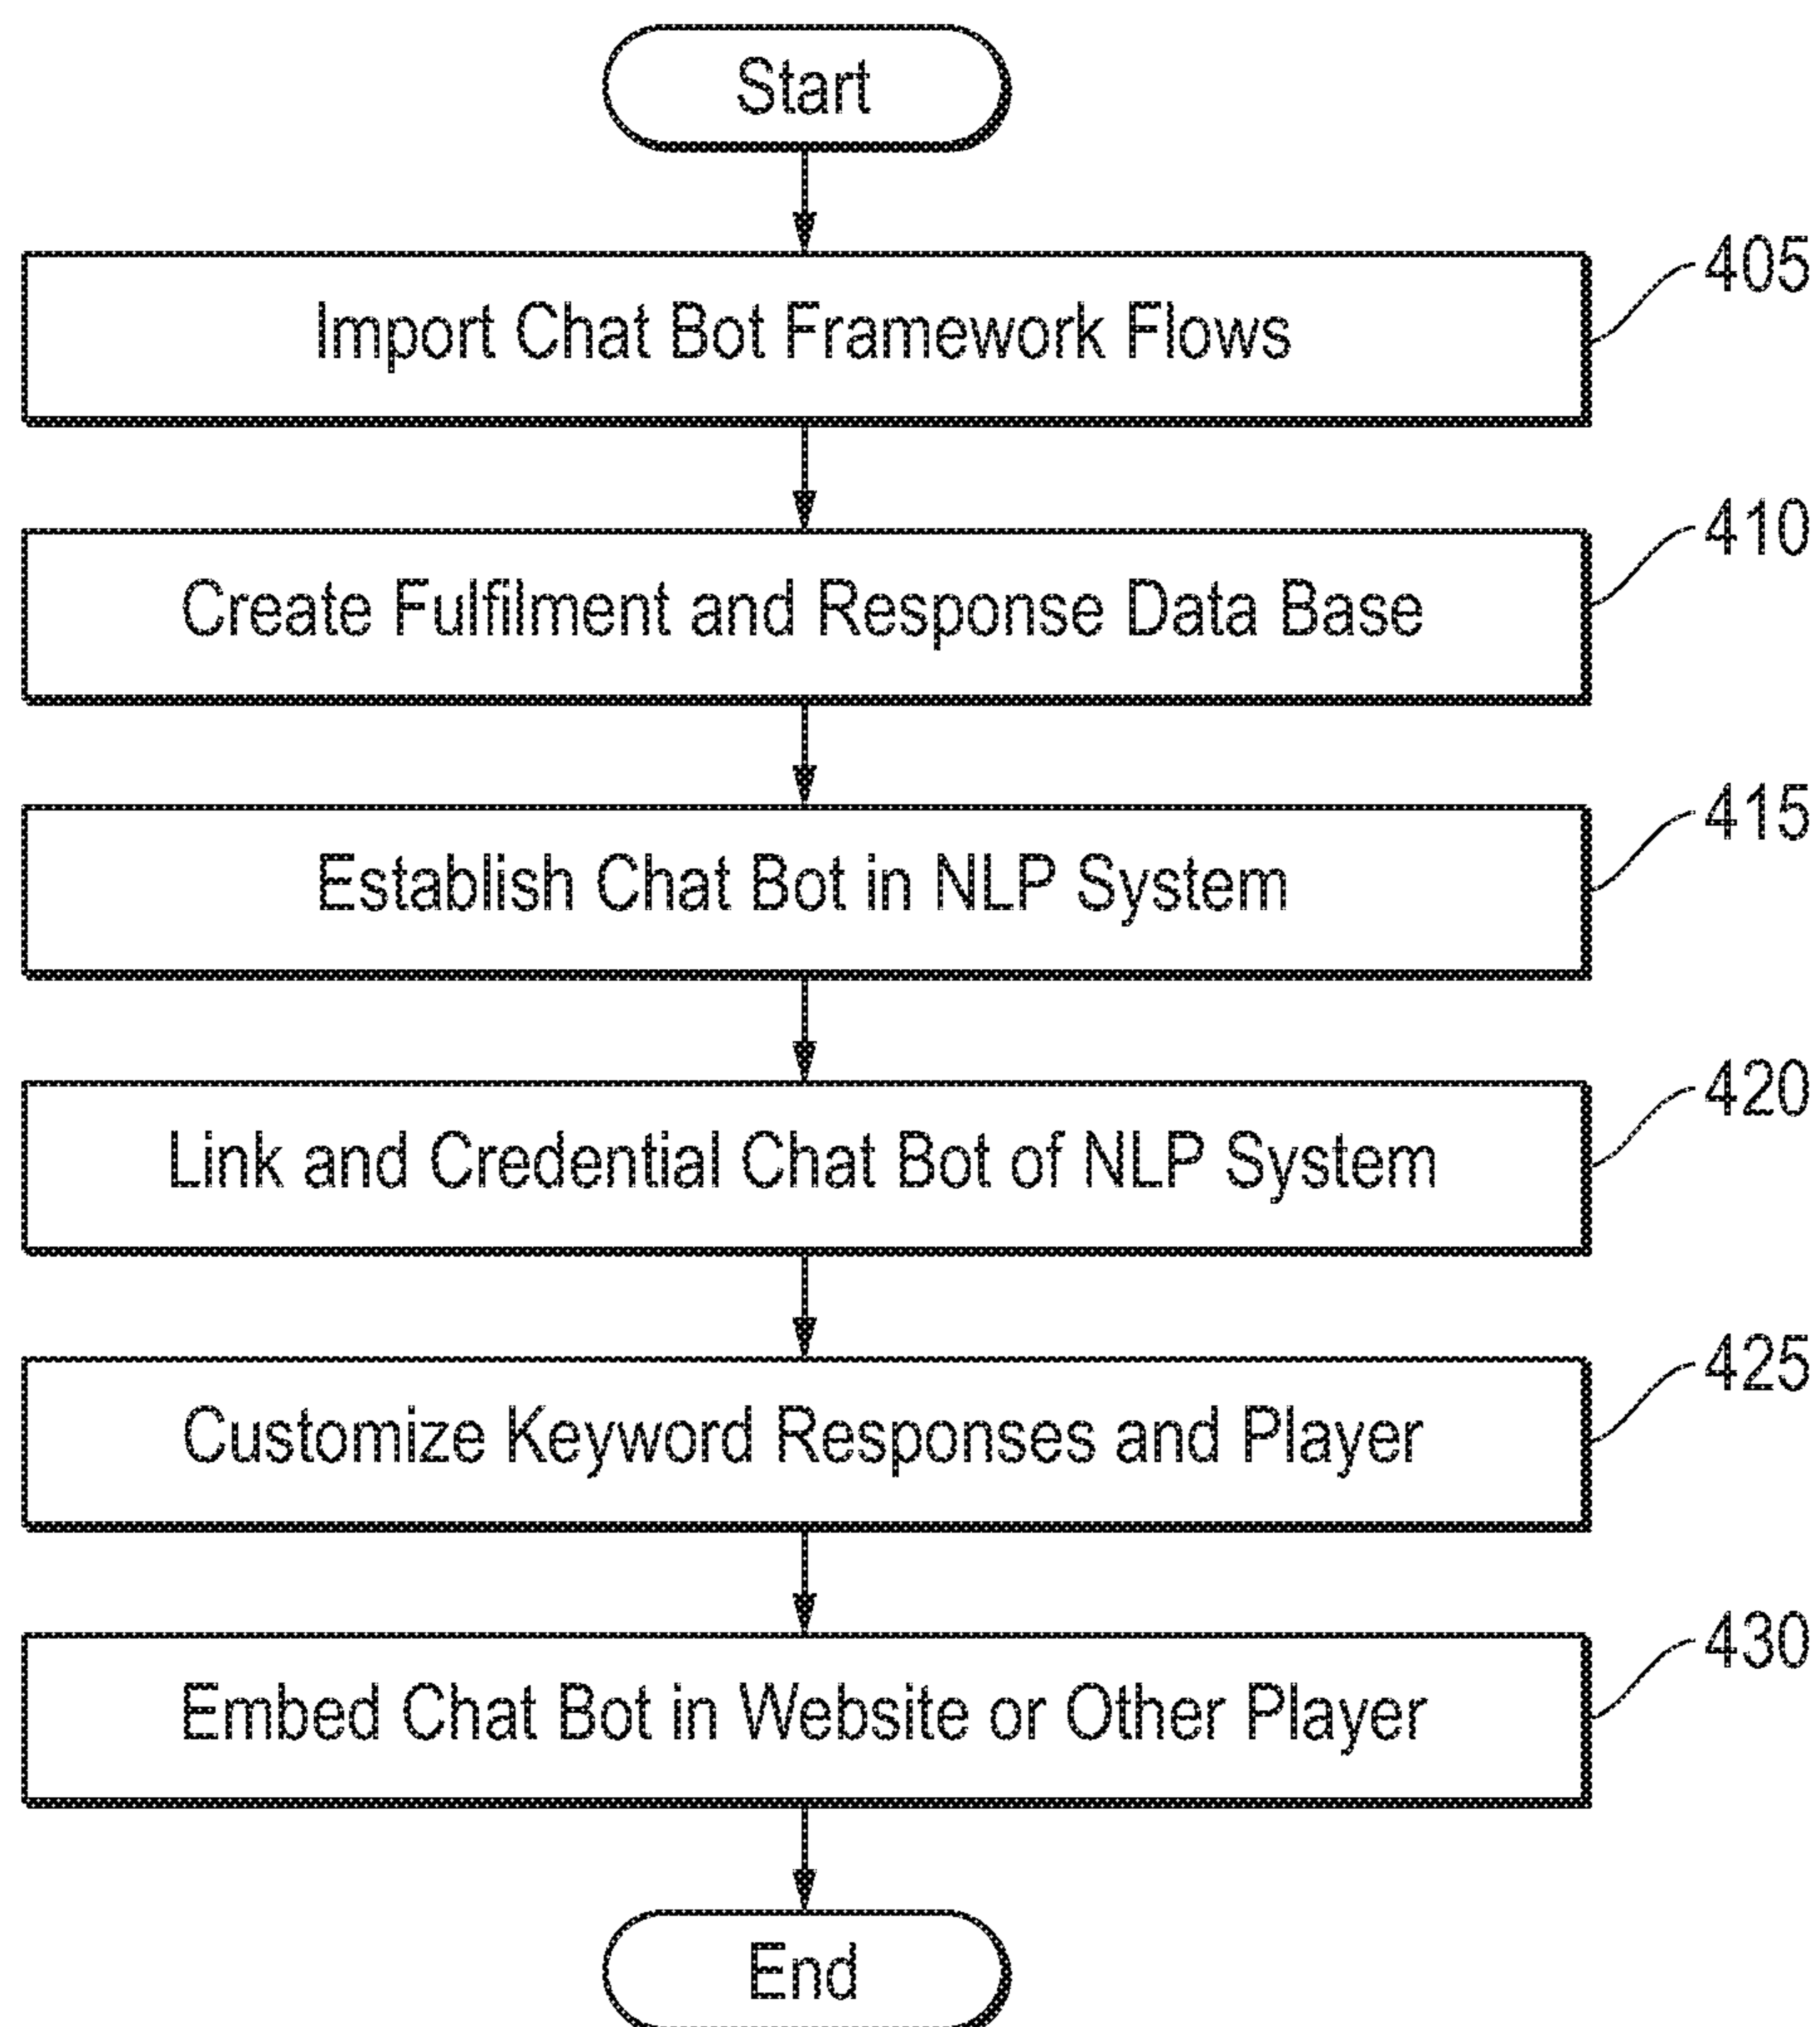 Start
405
Import Chat Bot Framework Flows
410
Create Fulfilment and Response Data Base
415
Establish Chat Bot in NLP System
420
Link and Credential Chat Bot of NLP System
425
Customize Keyword Responses and Player
430
Embed Chat Bot in Website or Other Player
End